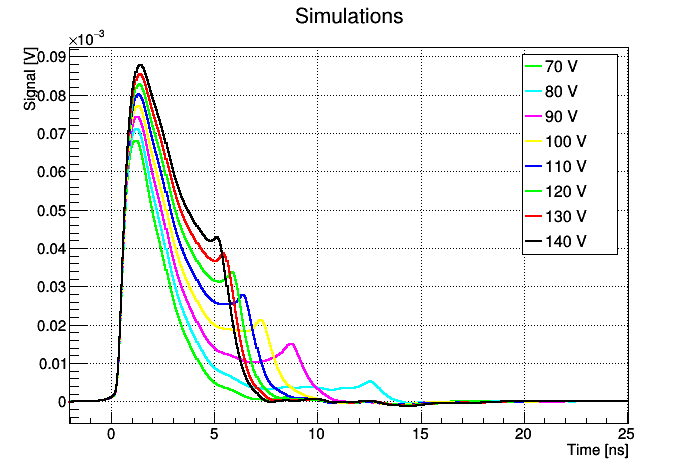 Simulations
×10⁻³
Signal [V]
0.09
0.08
0.07
0.06
0.05
0.04
0.03
0.02
0.01
0
0 5 10 15 20 25
Time [ns]
70 V
80 V
90 V
100 V
110 V
120 V
130 V
140 V